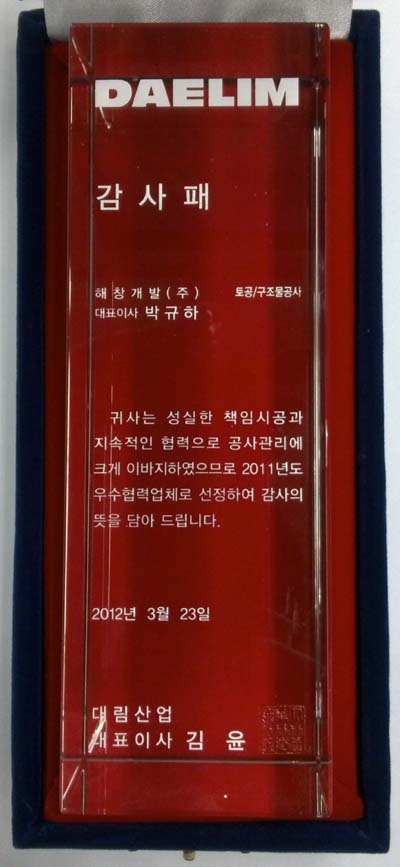 DAELIM
감사패
해창개발(주) 토공/구조물공사
대표이사 박규하
귀사는 성실한 책임시공과
지속적인 협력으로 공사관리에
크게 이바지하였으므로 2011년도
우수협력업체로 선정하여 감사의
뜻을 담아 드립니다.
2012년 3월 23일
대림산업
대표이사 김 윤